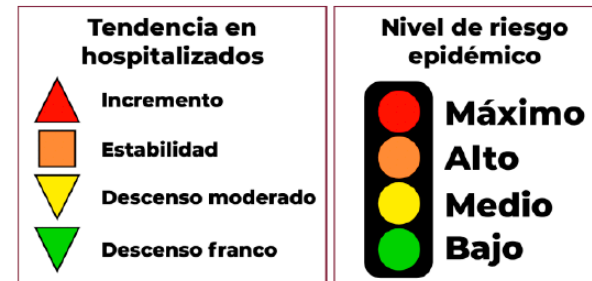 Tendencia en
hospitalizados
Incremento
Estabilidad
Descenso moderado
Descenso franco
Nivel de riesgo
epidémico
Máximo
Alto
Medio
Bajo